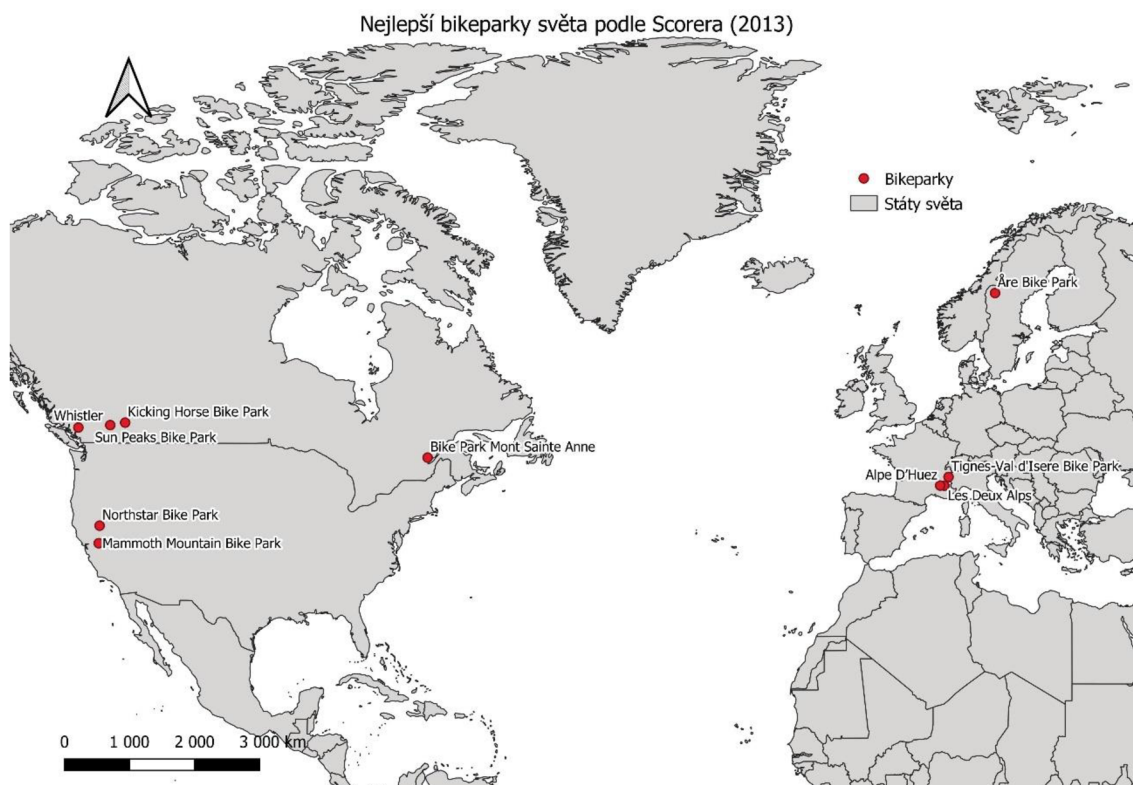 Nejlepší bikeparky světa podle Scorera (2013)
Bikeparky
Státy světa
Åre Bike Park
Whistler
Kicking Horse Bike Park
Sun Peaks Bike Park
Bike Park Mont Sainte Anne
Tignes-Val d'Isere Bike Park
Alpe D'Huez
Les Deux Alps
Northstar Bike Park
Mammoth Mountain Bike Park
0 1 000 2 000 3 000 km